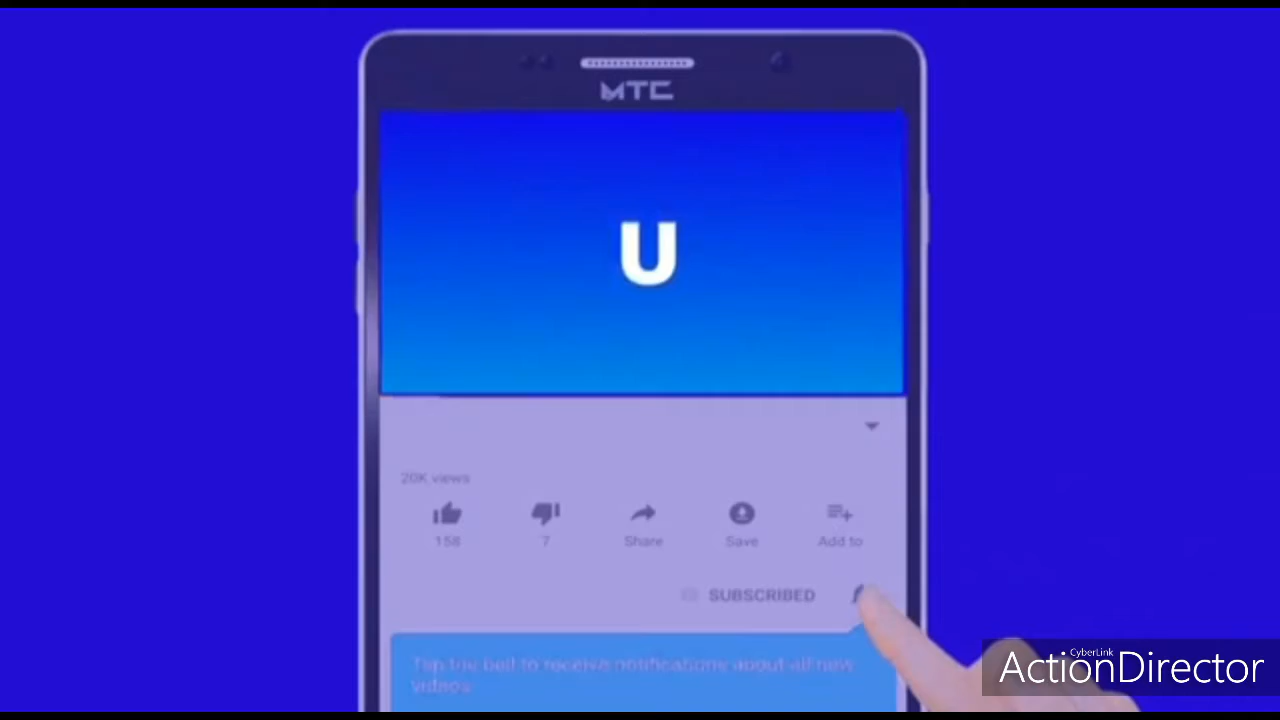 MTC
U
20K views
158
7
Share
Save
Add to
SUBSCRIBED
Tap the bell to receive notifications about all new
videos
CyberLink
ActionDirector